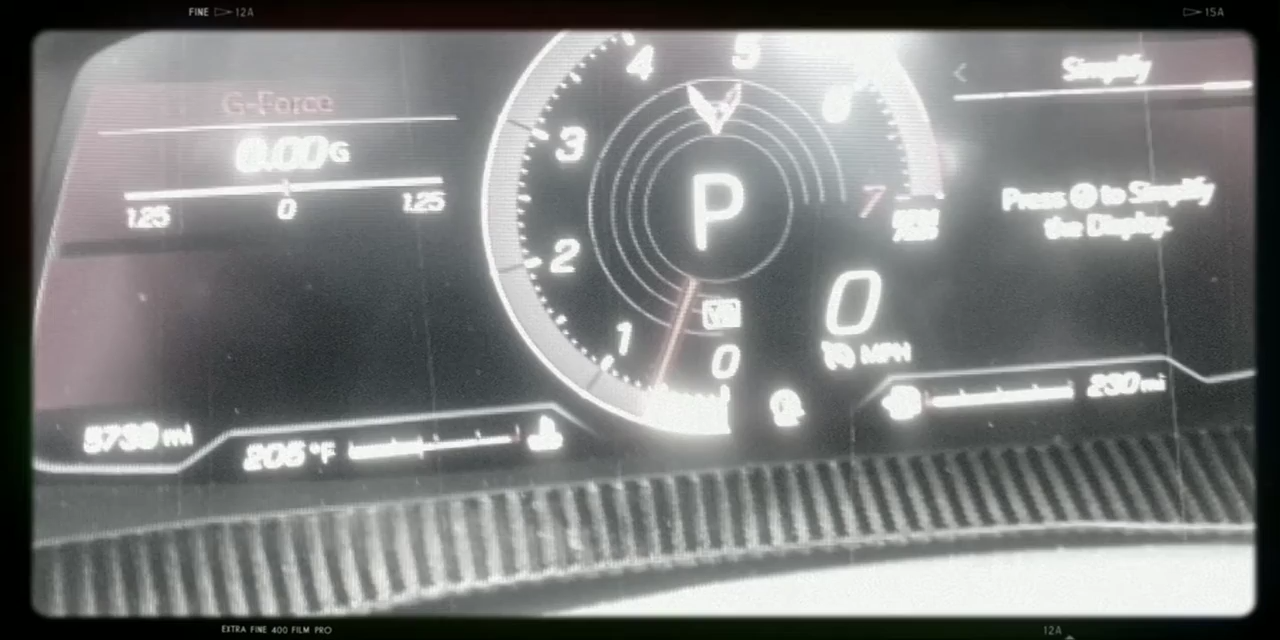 FINE 12A
15A
G-Force
0.00 G
1.25 0 1.25
4 5
3 6
2 7
1 0
P
0
MPH
Simplify
Press to Simplify
the Display.
5739 mi
205 °F
230 mi
EXTRA FINE 400 FILM PRO
12A